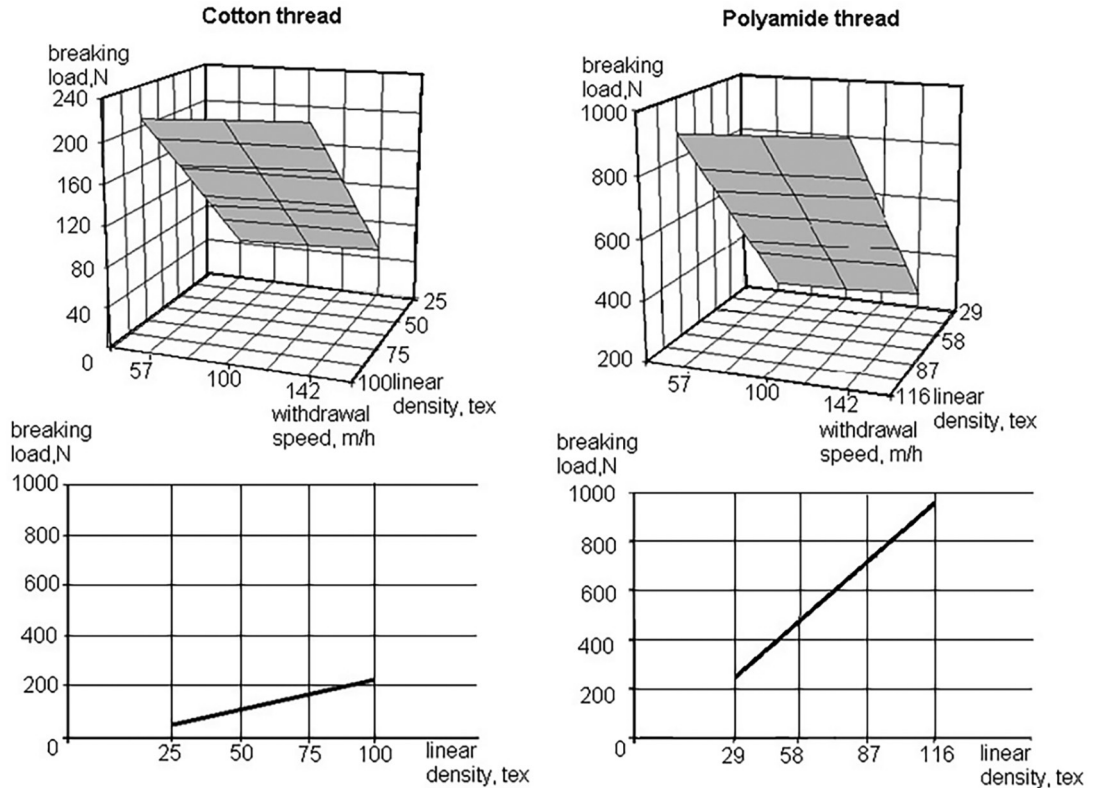 Cotton thread
breaking
load,N
240
200
160
120
80
40
0
57
100
142
withdrawal
speed, m/h
25
50
75
100linear
density, tex
Polyamide thread
breaking
load,N
1000
800
600
400
200
57
100
142
withdrawal
speed, m/h
29
58
87
116 linear
density, tex
breaking
load,N
1000
800
600
400
200
0
25
50
75
100
linear
density, tex
breaking
load,N
1000
800
600
400
200
0
29
58
87
116
linear
density, tex